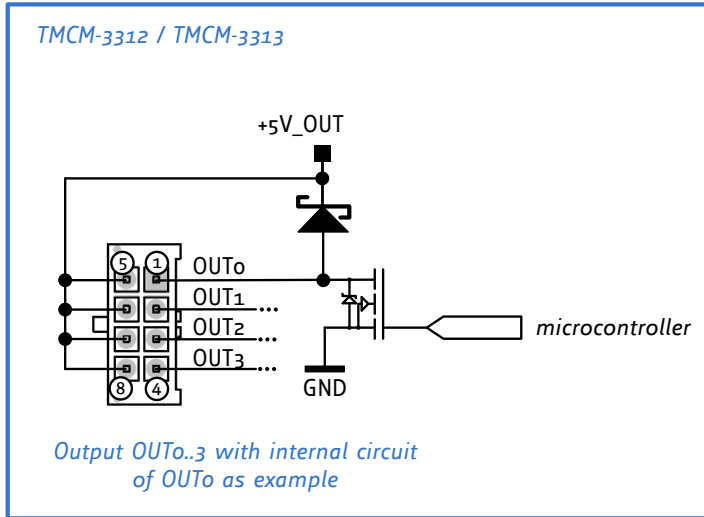 TMCM-3312 / TMCM-3313
+5V_OUT
5 1 OUT0
OUT1 ...
OUT2 ...
OUT3 ...
8 4
GND
microcontroller
Output OUT0..3 with internal circuit
of OUT0 as example